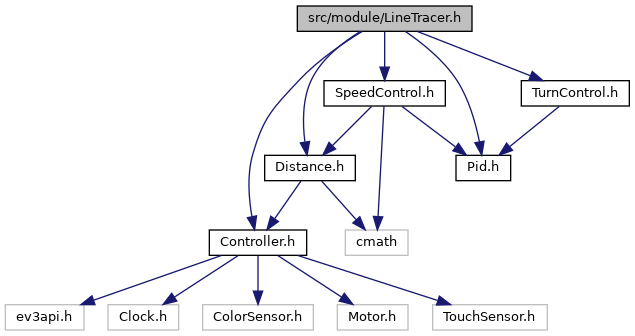 src/module/LineTracer.h
SpeedControl.h
TurnControl.h
Distance.h
Pid.h
Controller.h
cmath
ev3api.h
Clock.h
ColorSensor.h
Motor.h
TouchSensor.h